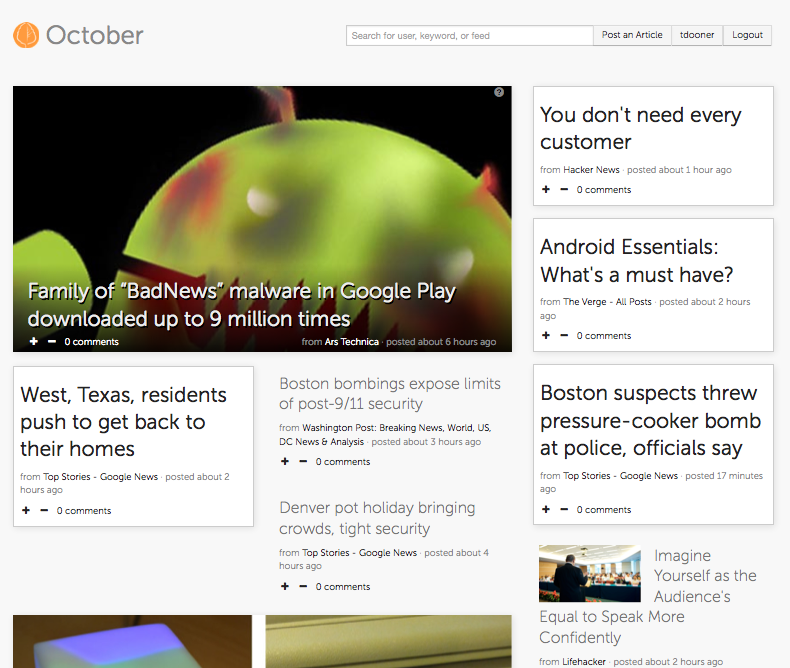 October
Search for user, keyword, or feed
Post an Article
tdooner
Logout
?
Family of “BadNews” malware in Google Play
downloaded up to 9 million times
+ − 0 comments
from Ars Technica · posted about 6 hours ago
You don't need every
customer
from Hacker News · posted about 1 hour ago
+ − 0 comments
Android Essentials:
What's a must have?
from The Verge - All Posts · posted about 2 hours
ago
+ − 0 comments
West, Texas, residents
push to get back to
their homes
from Top Stories - Google News · posted about 2
hours ago
+ − 0 comments
Boston bombings expose limits
of post-9/11 security
from Washington Post: Breaking News, World, US,
DC News & Analysis · posted about 3 hours ago
+ − 0 comments
Denver pot holiday bringing
crowds, tight security
from Top Stories - Google News · posted about 4
hours ago
+ − 0 comments
Boston suspects threw
pressure-cooker bomb
at police, officials say
from Top Stories - Google News · posted 17 minutes
ago
+ − 0 comments
Imagine
Yourself as the
Audience's
Equal to Speak More
Confidently
from Lifehacker · posted about 2 hours ago